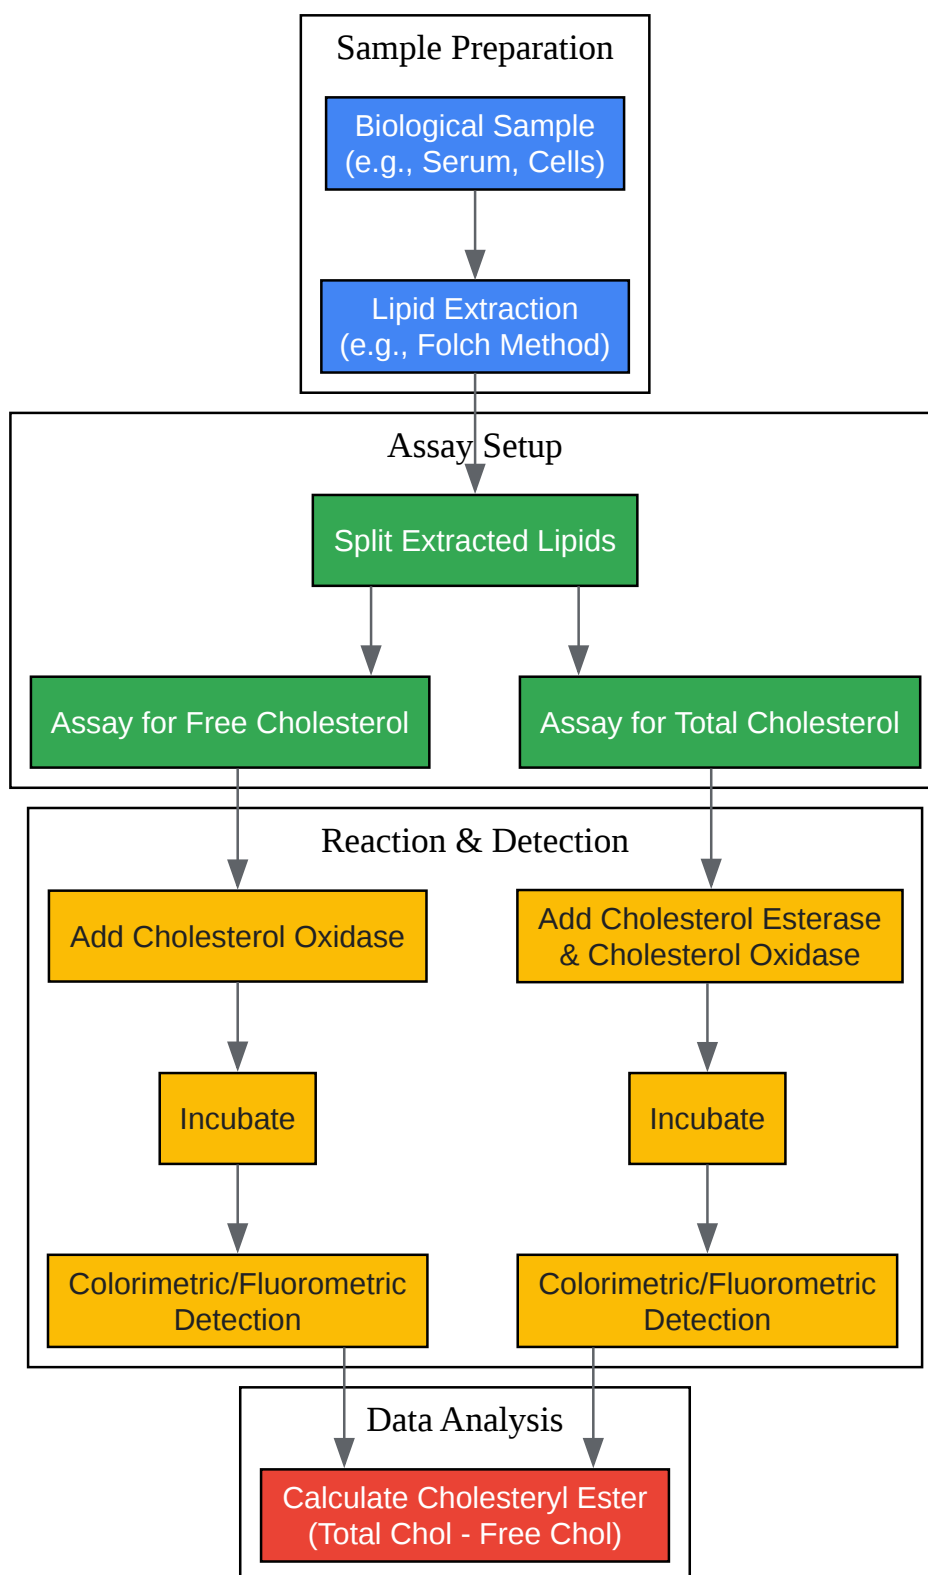 Sample Preparation
Biological Sample
(e.g., Serum, Cells)
Lipid Extraction
(e.g., Folch Method)
Assay Setup
Split Extracted Lipids
Assay for Free Cholesterol
Assay for Total Cholesterol
Reaction & Detection
Add Cholesterol Oxidase
Add Cholesterol Esterase
& Cholesterol Oxidase
Incubate
Incubate
Colorimetric/Fluorometric
Detection
Colorimetric/Fluorometric
Detection
Data Analysis
Calculate Cholesteryl Ester
(Total Chol - Free Chol)